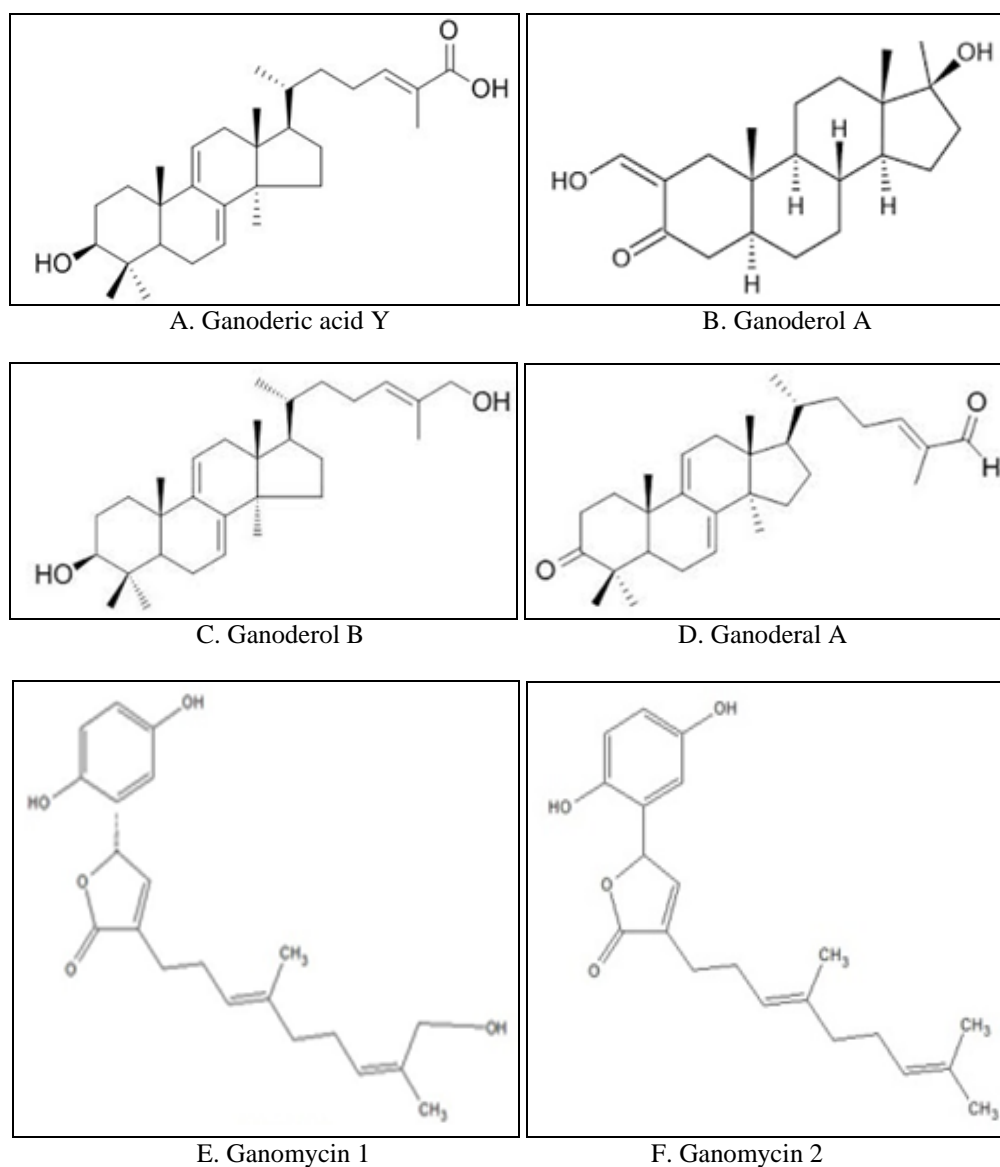 O
OH
HO
A. Ganoderic acid Y
OH
H
HO
H
H
O
H
B. Ganoderol A
OH
HO
C. Ganoderol B
O
H
O
D. Ganoderal A
OH
HO
O
O
CH3
OH
CH3
E. Ganomycin 1
OH
HO
O
O
CH3
CH3
CH3
F. Ganomycin 2